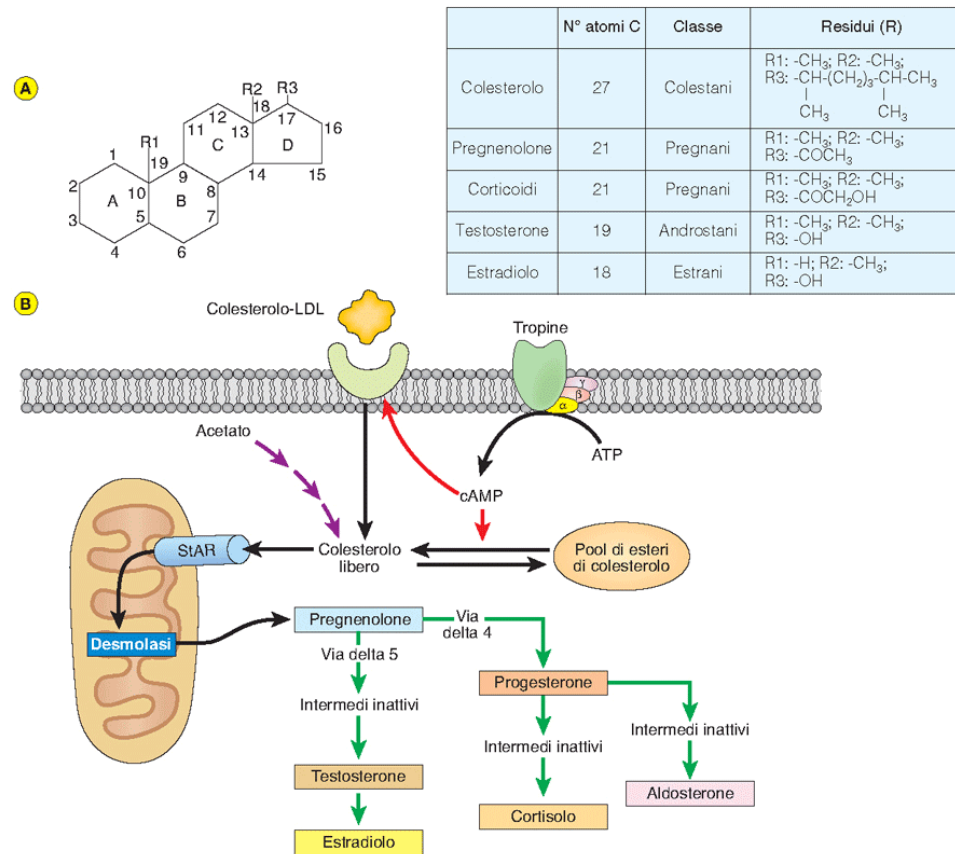 A
R1
R2
R3
1
2
3
4
5
6
7
8
9
10
11
12
13
14
15
16
17
18
19
A
B
C
D
N° atomi C
Classe
Residui (R)
Colesterolo
27
Colestani
R1: -CH₃; R2: -CH₃;
R3: -CH-(CH₂)₃-CH-CH₃
CH₃ CH₃
Pregnenolone
21
Pregnani
R1: -CH₃; R2: -CH₃;
R3: -COCH₃
Corticoidi
21
Pregnani
R1: -CH₃; R2: -CH₃;
R3: -COCH₂OH
Testosterone
19
Androstani
R1: -CH₃; R2: -CH₃;
R3: -OH
Estradiolo
18
Estrani
R1: -H; R2: -CH₃;
R3: -OH
B
Colesterolo-LDL
Tropine
γ
β
α
Acetato
ATP
cAMP
StAR
Colesterolo
libero
Pool di esteri
di colesterolo
Desmolasi
Pregnenolone
Via
delta 4
Via delta 5
Progesterone
Intermedi inattivi
Intermedi inattivi
Intermedi inattivi
Testosterone
Aldosterone
Cortisolo
Estradiolo